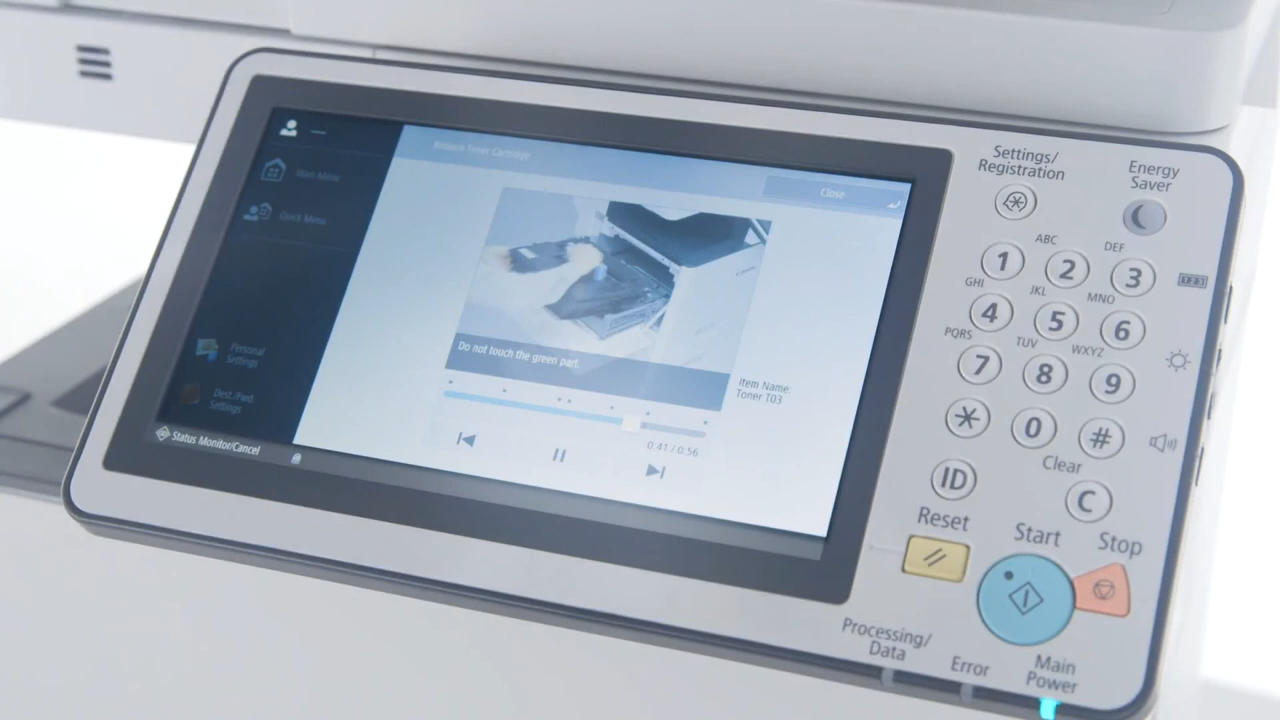 Replace Toner Cartridge
Close
Main Menu
Quick Menu
Do not touch the green part.
Item Name:
Toner T03
0:41 / 0:56
Personal
Settings
Dest./Fwd.
Settings
Status Monitor/Cancel
Settings/
Registration
Energy
Saver
ABC
DEF
1
2
3
GHI
JKL
MNO
4
5
6
PQRS
TUV
WXYZ
7
8
9
*
0
#
Clear
ID
C
Reset
Start
Stop
Processing/
Data
Error
Main
Power